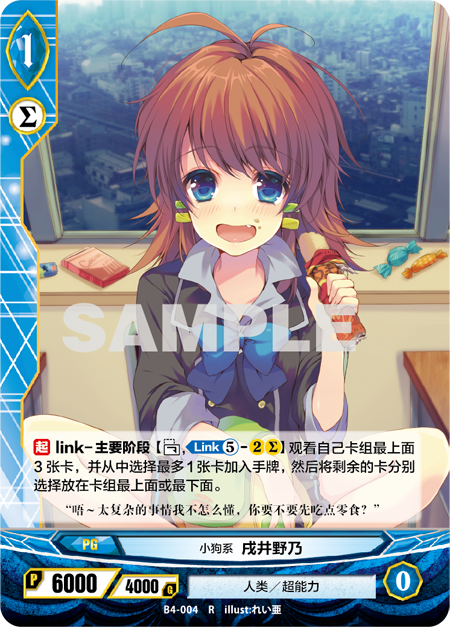 1
Σ
SAMPLE
起 link-主要阶段【, Link 5 - 2 Σ】观看自己卡组最上面
3张卡，并从中选择最多1张卡加入手牌，然后将剩余的卡分别
选择放在卡组最上面或最下面。
“唔～太复杂的事情我不怎么懂，你要不要先吃点零食？”
PG 小狗系 戌井野乃
P 6000 / 4000 G 人类／超能力 0
B4-004 R illust:れい亜